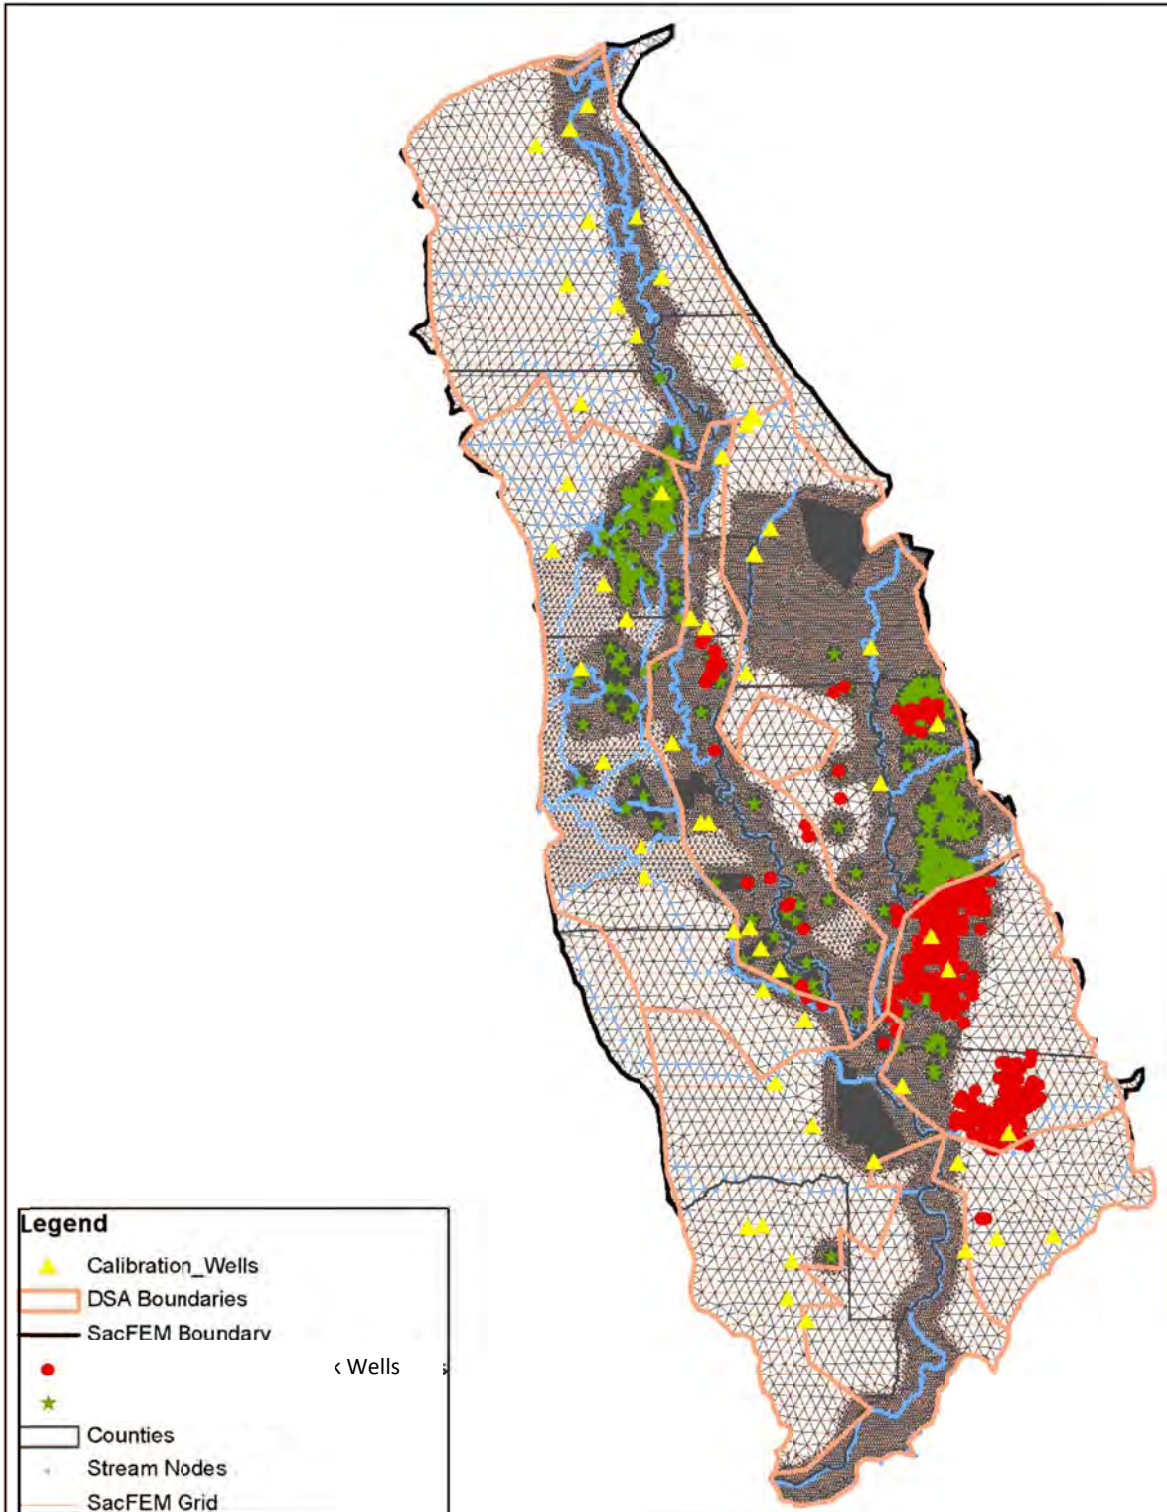 Legend
Calibration_Wells
DSA Boundaries
SacFEM Boundary
Wells
Counties
Stream Nodes
SacFEM Grid